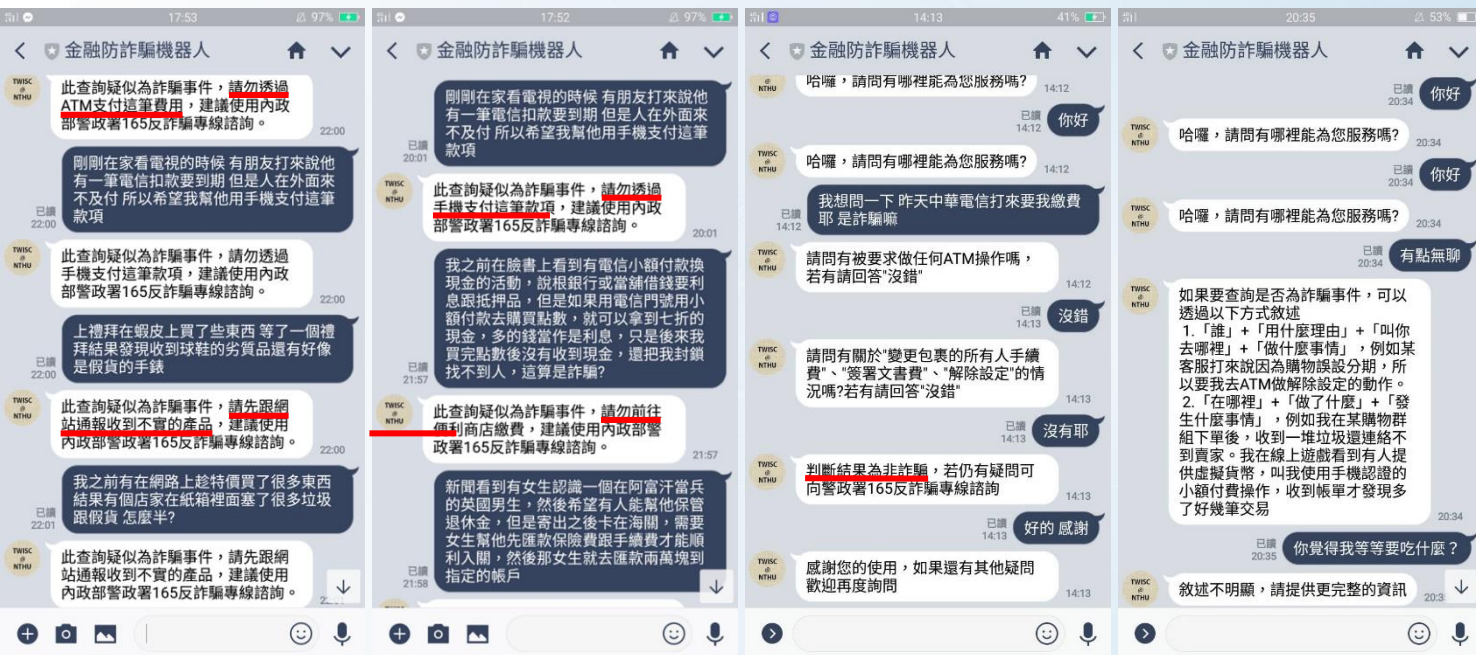 17:53
97%
金融防詐騙機器人
TWISC
@
NTHU
此查詢疑似為詐騙事件，請勿透過
ATM支付這筆費用，建議使用內政
部警政署165反詐騙專線諮詢。
22:00
剛剛在家看電視的時候 有朋友打來說他
有一筆電信扣款要到期 但是人在外面來
不及付 所以希望我幫他用手機支付這筆
款項
已讀
22:00
TWISC
@
NTHU
此查詢疑似為詐騙事件，請勿透過
手機支付這筆款項，建議使用內政
部警政署165反詐騙專線諮詢。
22:00
上禮拜在蝦皮上買了些東西 等了一個禮
拜結果發現收到球鞋的劣質品還有好像
是假貨的手錶
已讀
22:00
TWISC
@
NTHU
此查詢疑似為詐騙事件，請先跟網
站通報收到不實的產品，建議使用
內政部警政署165反詐騙專線諮詢。
22:00
我之前有在網路上趁特價買了很多東西
結果有個店家在紙箱裡面塞了很多垃圾
跟假貨 怎麼半?
已讀
22:01
TWISC
@
NTHU
此查詢疑似為詐騙事件，請先跟網
站通報收到不實的產品，建議使用
內政部警政署165反詐騙專線諮詢。
17:52
97%
金融防詐騙機器人
剛剛在家看電視的時候 有朋友打來說他
有一筆電信扣款要到期 但是人在外面來
不及付 所以希望我幫他用手機支付這筆
款項
已讀
20:01
TWISC
@
NTHU
此查詢疑似為詐騙事件，請勿透過
手機支付這筆款項，建議使用內政
部警政署165反詐騙專線諮詢。
20:01
我之前在臉書上看到有電信小額付款換
現金的活動，說根銀行或當舖借錢要利
息跟抵押品，但是如果用電信門號用小
額付款去購買點數，就可以拿到七折的
現金，多的錢當作是利息，只是後來我
買完點數後沒有收到現金，還把我封鎖
找不到人，這算是詐騙?
已讀
21:57
TWISC
@
NTHU
此查詢疑似為詐騙事件，請勿前往
便利商店繳費，建議使用內政部警
政署165反詐騙專線諮詢。
21:57
新聞看到有女生認識一個在阿富汗當兵
的英國男生，然後希望有人能幫他保管
退休金，但是寄出之後卡在海關，需要
女生幫他先匯款保險費跟手續費才能順
利入關，然後那女生就去匯款兩萬塊到
指定的帳戶
已讀
21:58
14:13
41%
金融防詐騙機器人
@
NTHU
哈囉，請問有哪裡能為您服務嗎?
14:12
已讀
14:12
你好
TWISC
@
NTHU
哈囉，請問有哪裡能為您服務嗎?
14:12
我想問一下 昨天中華電信打來要我繳費
耶 是詐騙嘛
已讀
14:12
TWISC
@
NTHU
請問有被要求做任何ATM操作嗎，
若有請回答"沒錯"
14:12
已讀
14:13
沒錯
TWISC
@
NTHU
請問有關於"變更包裹的所有人手續
費"、"簽署文書費"、"解除設定"的情
況嗎?若有請回答"沒錯"
14:13
已讀
14:13
沒有耶
TWISC
@
NTHU
判斷結果為非詐騙，若仍有疑問可
向警政署165反詐騙專線諮詢
14:13
已讀
14:13
好的 感謝
TWISC
@
NTHU
感謝您的使用，如果還有其他疑問
歡迎再度詢問
14:13
20:35
53%
金融防詐騙機器人
已讀
20:34
你好
TWISC
@
NTHU
哈囉，請問有哪裡能為您服務嗎?
20:34
已讀
20:34
你好
TWISC
@
NTHU
哈囉，請問有哪裡能為您服務嗎?
20:34
已讀
20:34
有點無聊
TWISC
@
NTHU
如果要查詢是否為詐騙事件，可以
透過以下方式敘述
1.「誰」+「用什麼理由」+「叫你
去哪裡」+「做什麼事情」，例如某
客服打來說因為購物誤設分期，所
以要我去ATM做解除設定的動作。
2.「在哪裡」+「做了什麼」+「發
生什麼事情」，例如我在某購物群
組下單後，收到一堆垃圾還連絡不
到賣家。我在線上遊戲看到有人提
供虛擬貨幣，叫我使用手機認證的
小額付費操作，收到帳單才發現多
了好幾筆交易
20:34
已讀
20:35
你覺得我等等要吃什麼？
TWISC
@
NTHU
敘述不明顯，請提供更完整的資訊